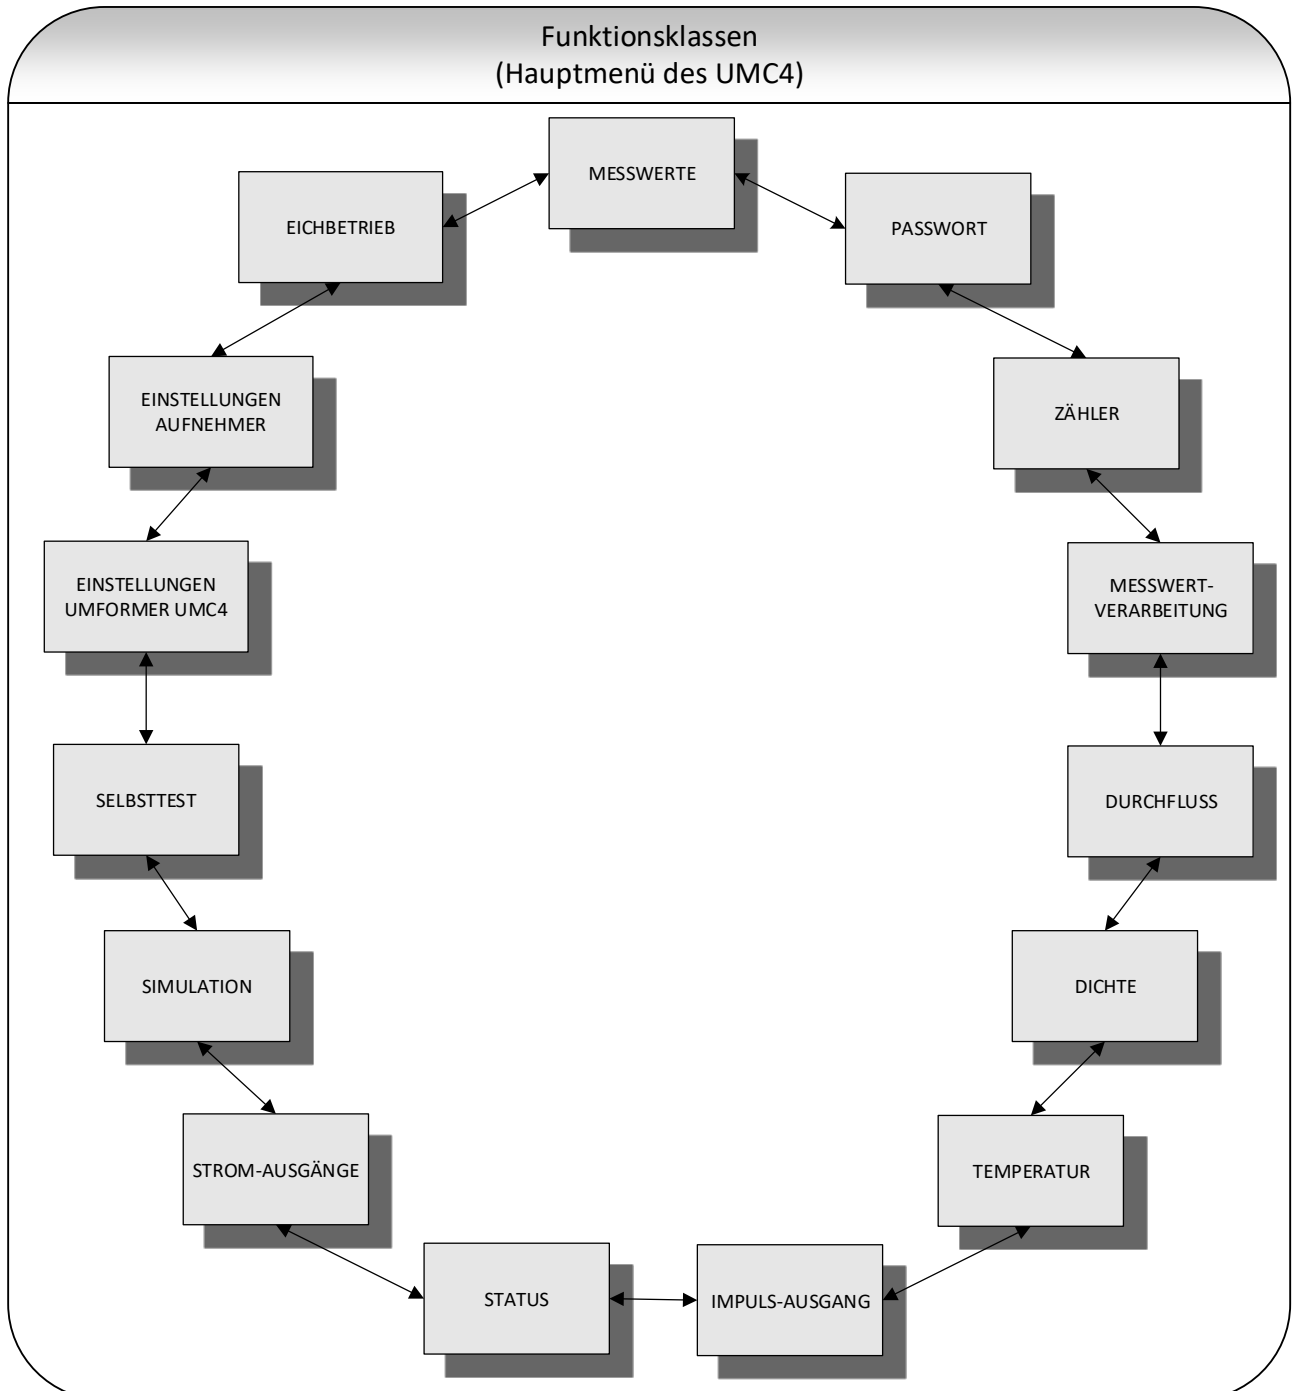 Funktionsklassen
(Hauptmenü des UMC4)
MESSWERTE
PASSWORT
ZÄHLER
MESSWERT-
VERARBEITUNG
DURCHFLUSS
DICHTE
TEMPERATUR
IMPULS-AUSGANG
STATUS
STROM-AUSGÄNGE
SIMULATION
SELBSTTEST
EINSTELLUNGEN
UMFORMER UMC4
EINSTELLUNGEN
AUFNEHMER
EICHBETRIEB